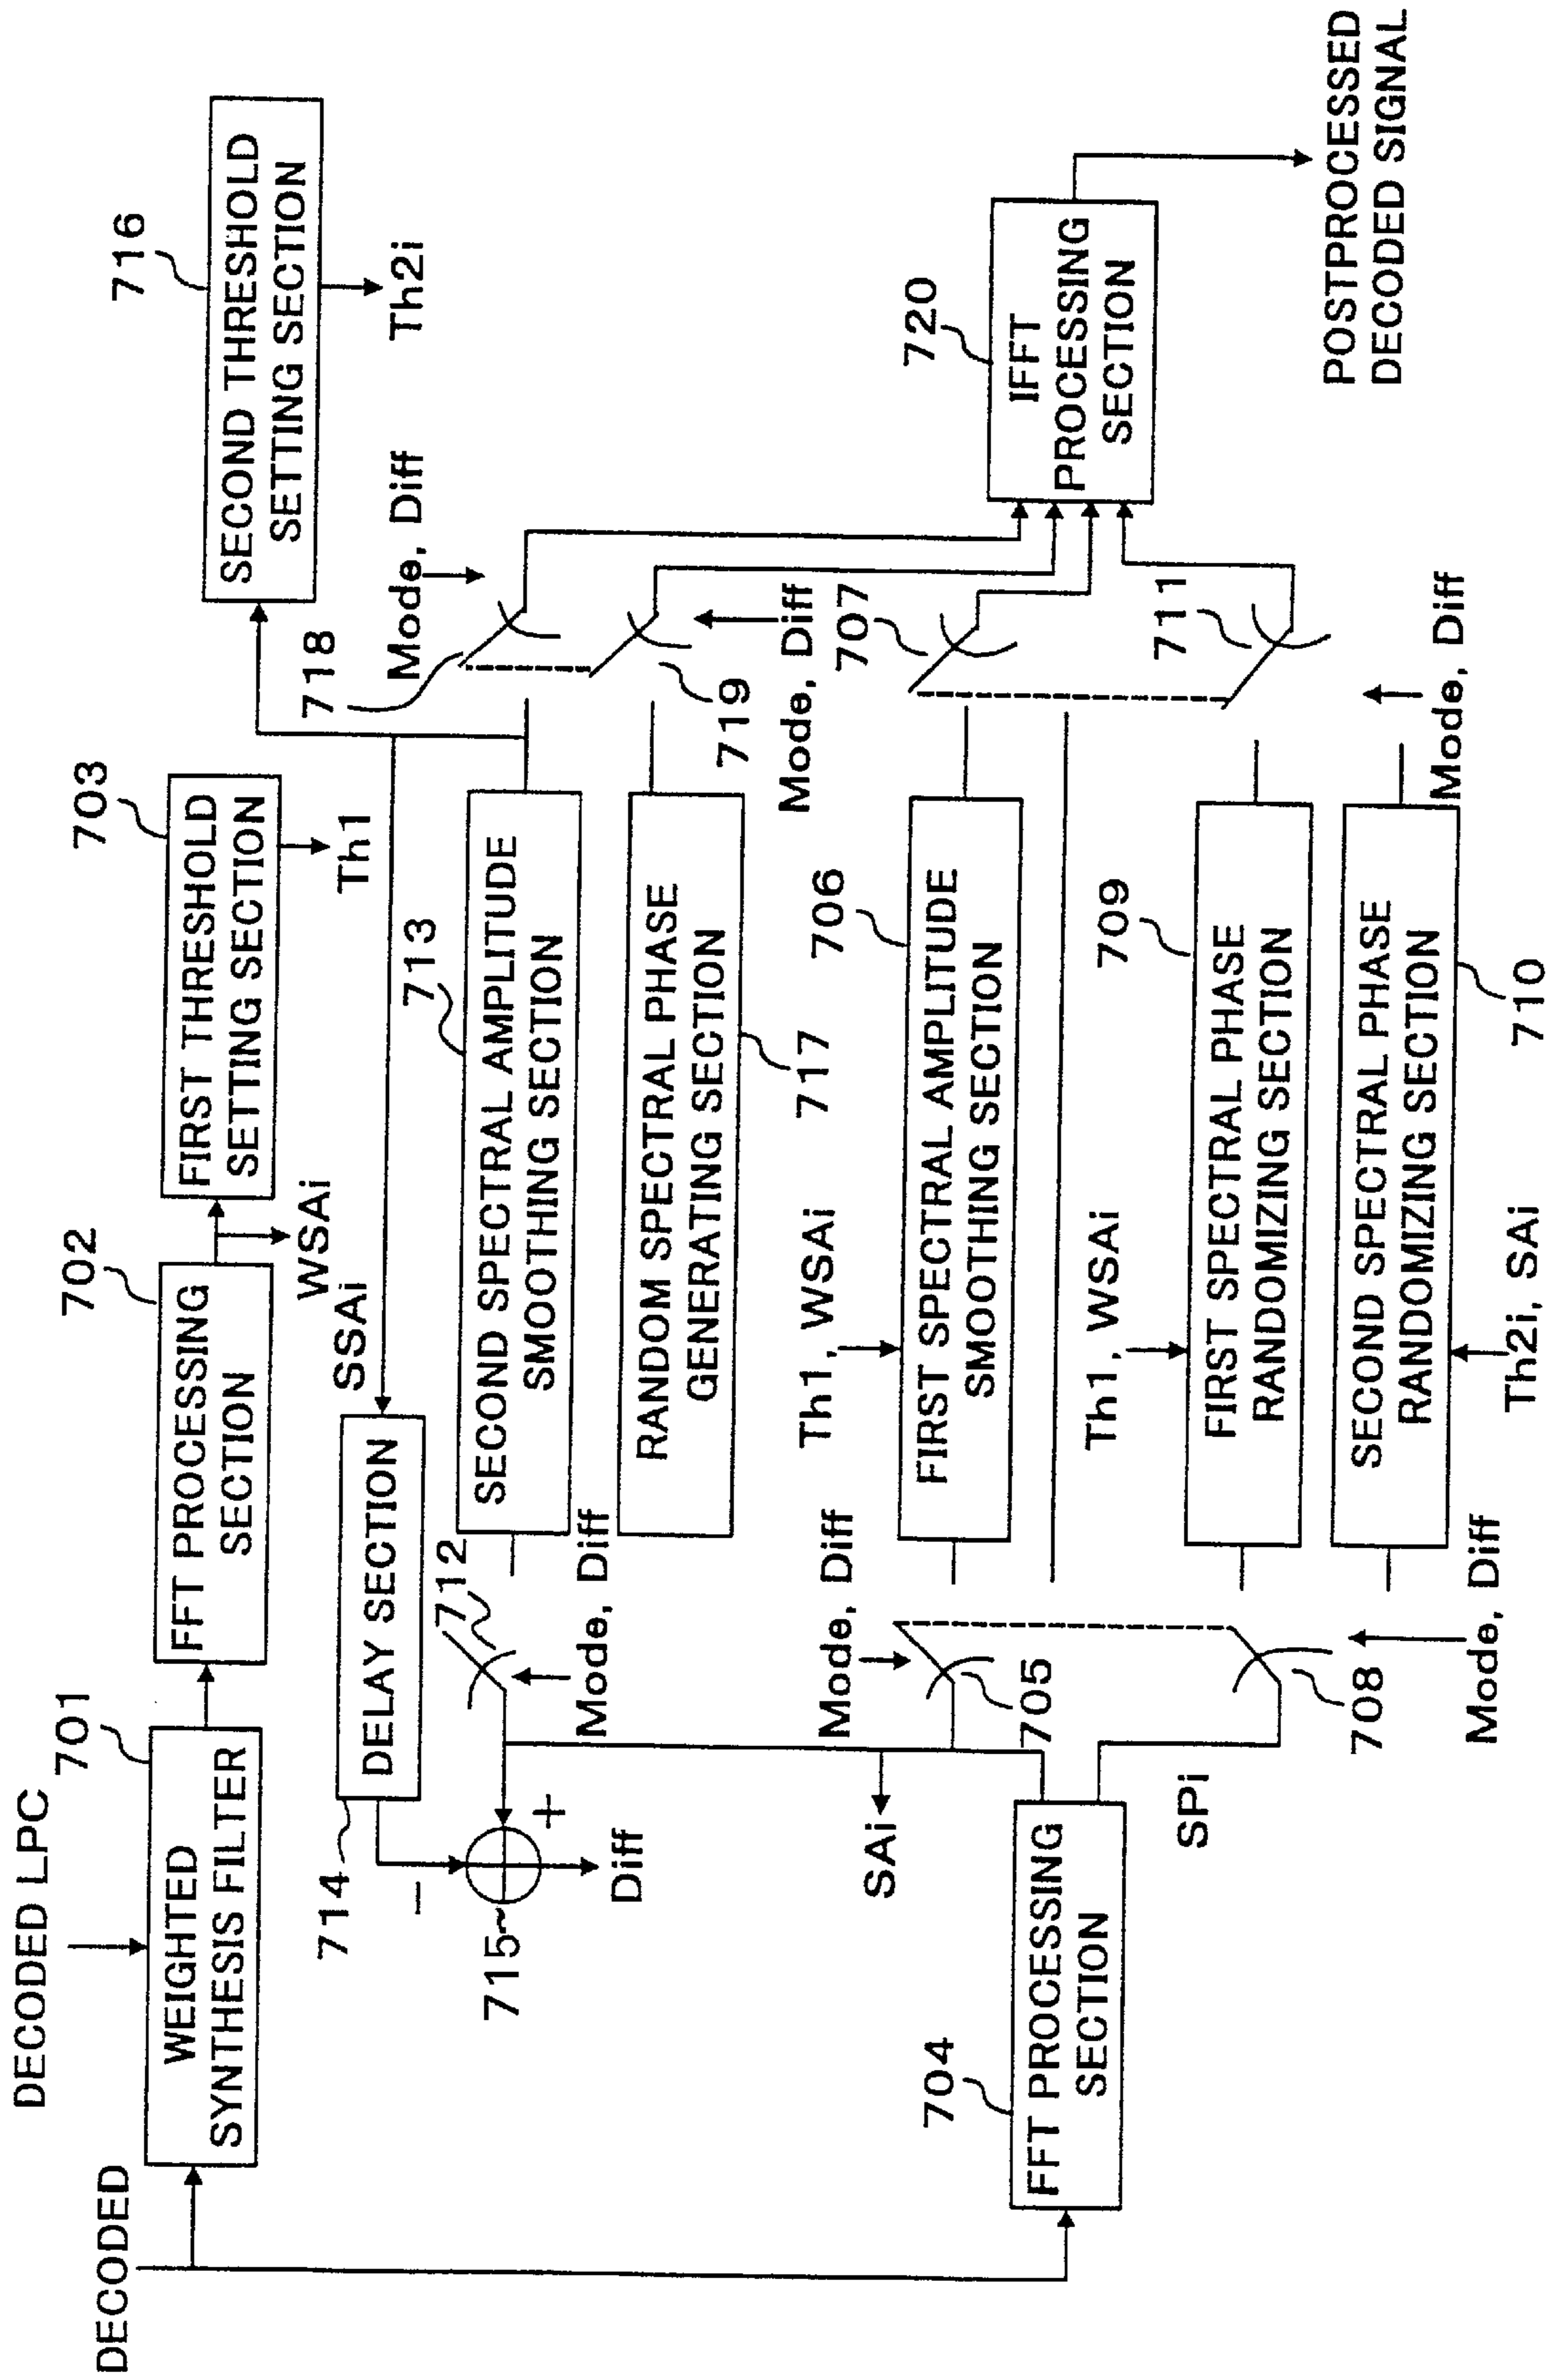 DECODED LPC
DECODED
701
WEIGHTED
SYNTHESIS FILTER
702
FFT PROCESSING
SECTION
WSAi
703
FIRST THRESHOLD
SETTING SECTION
Th1
716
SECOND THRESHOLD
SETTING SECTION
Th2i
714
DELAY SECTION
SSAi
715
−
+
Diff
712
Mode, Diff
713
SECOND SPECTRAL AMPLITUDE
SMOOTHING SECTION
RANDOM SPECTRAL PHASE
GENERATING SECTION
717
718
Mode, Diff
719
Mode, Diff
704
FFT PROCESSING
SECTION
SAi
SPi
Mode, Diff
705
708
Mode, Diff
Th1, WSAi
706
FIRST SPECTRAL AMPLITUDE
SMOOTHING SECTION
Th1, WSAi
709
FIRST SPECTRAL PHASE
RANDOMIZING SECTION
SECOND SPECTRAL PHASE
RANDOMIZING SECTION
710
Th2i, SAi
707
711
Mode, Diff
720
IFFT
PROCESSING
SECTION
POSTPROCESSED
DECODED SIGNAL